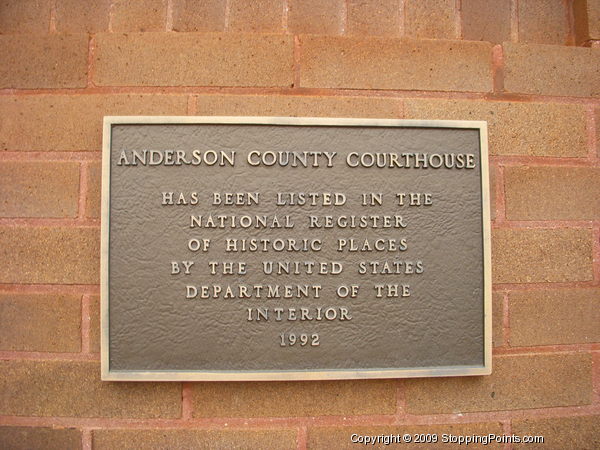 ANDERSON COUNTY COURTHOUSE
HAS BEEN LISTED IN THE
NATIONAL REGISTER
OF HISTORIC PLACES
BY THE UNITED STATES
DEPARTMENT OF THE
INTERIOR
1992
Copyright © 2009 StoppingPoints.com